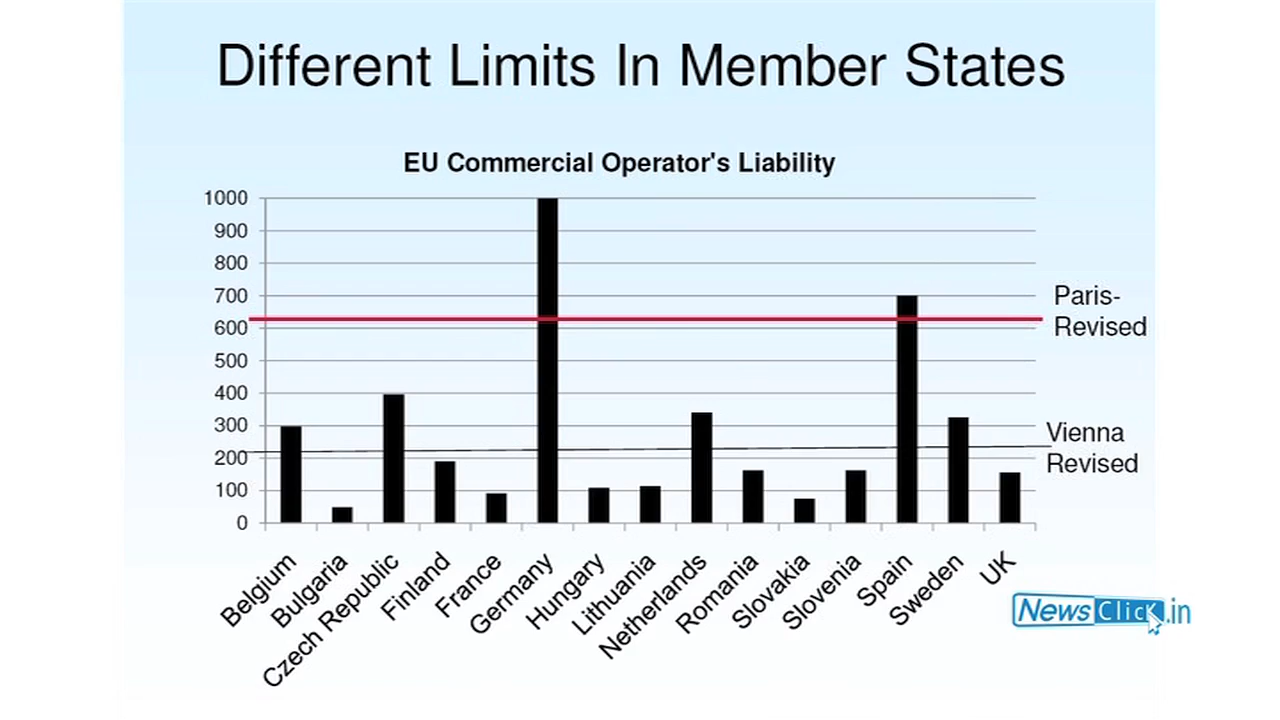 Different Limits In Member States
EU Commercial Operator's Liability
1000
900
800
700
600
500
400
300
200
100
0
Paris-
Revised
Vienna
Revised
Belgium
Bulgaria
Czech Republic
Finland
France
Germany
Hungary
Lithuania
Netherlands
Romania
Slovakia
Slovenia
Spain
Sweden
UK
NewsClick.in